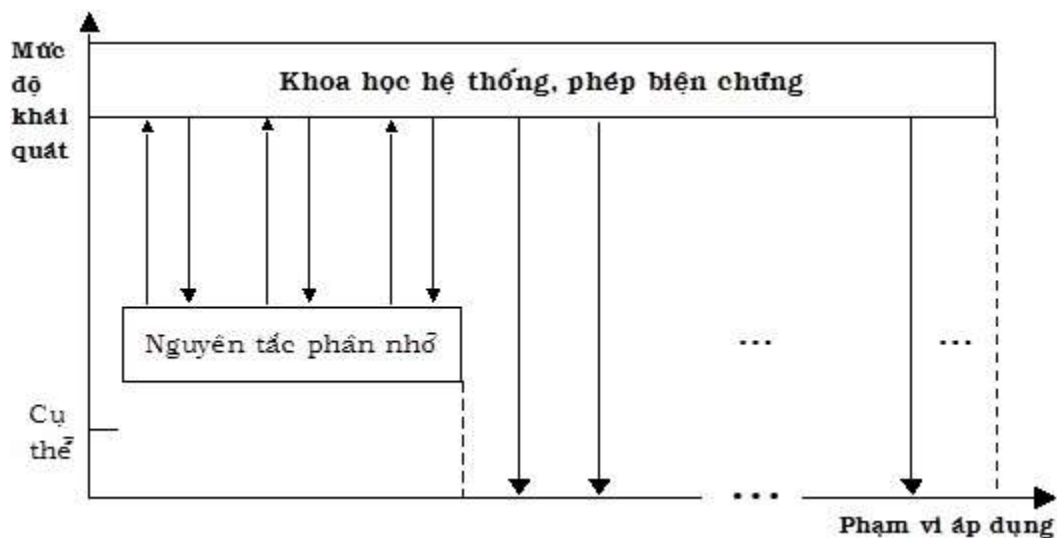 Mức
độ
khái
quát
Khoa học hệ thống, phép biện chứng
Nguyên tắc phân nhỏ
... ...
Cụ
thể
...
Phạm vi áp dụng